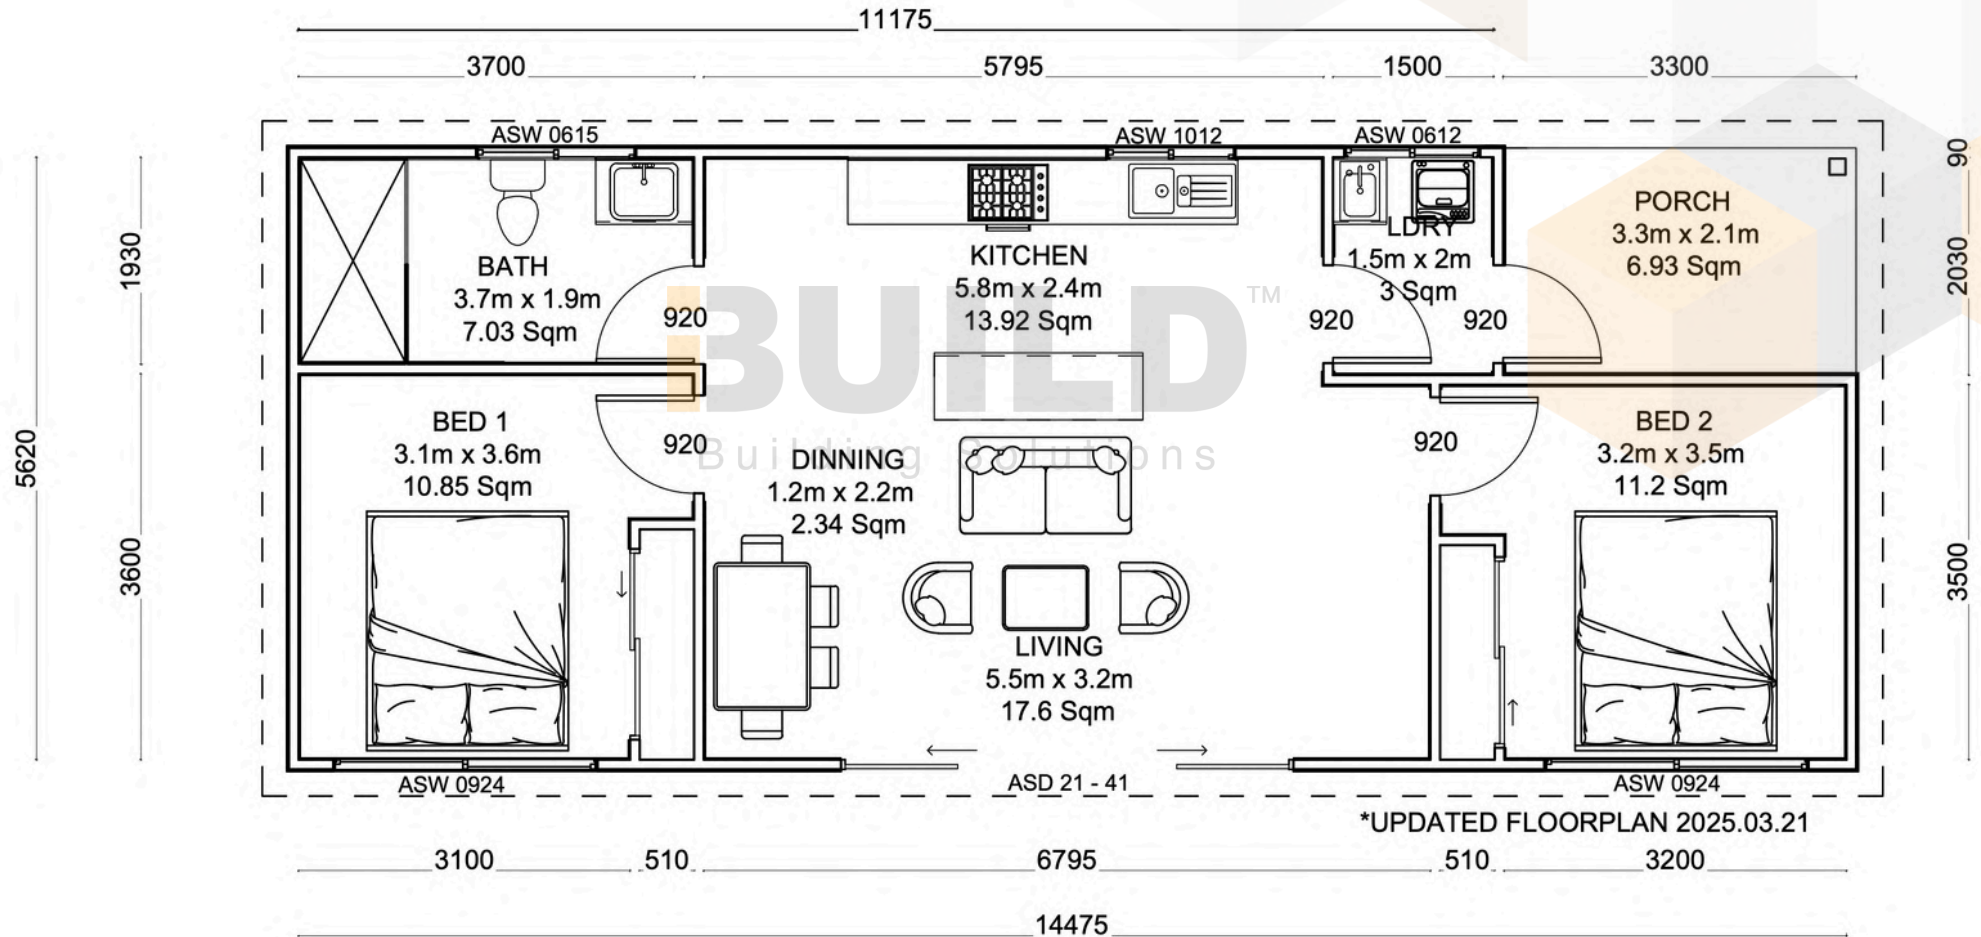 11175
3700
5795
1500
3300
ASW 0615
ASW 1012
ASW 0612
90
1930
2030
5620
3600
3500
BATH
3.7m x 1.9m
7.03 Sqm
920
KITCHEN
5.8m x 2.4m
13.92 Sqm
LDRY
1.5m x 2m
3 Sqm
920
920
PORCH
3.3m x 2.1m
6.93 Sqm
iBUILD™
Building Solutions
BED 1
3.1m x 3.6m
10.85 Sqm
920
DINNING
1.2m x 2.2m
2.34 Sqm
920
BED 2
3.2m x 3.5m
11.2 Sqm
LIVING
5.5m x 3.2m
17.6 Sqm
ASW 0924
ASD 21 - 41
ASW 0924
*UPDATED FLOORPLAN 2025.03.21
3100
510
6795
510
3200
14475